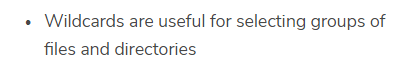 • Wildcards are useful for selecting groups of
files and directories